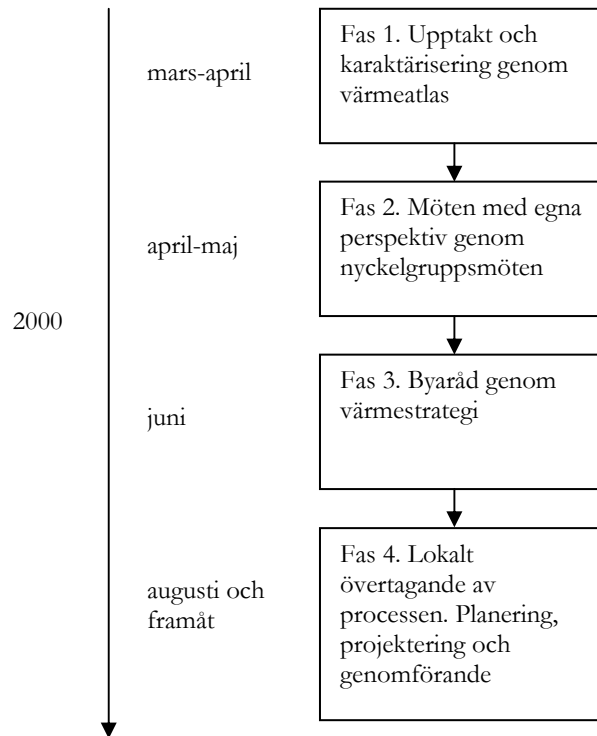 mars-april
Fas 1. Upptakt och
karaktärisering genom
värmeatlas
april-maj
Fas 2. Möten med egna
perspektiv genom
nyckelgruppsmöten
2000
juni
Fas 3. Byaråd genom
värmestrategi
augusti och
framåt
Fas 4. Lokalt
övertagande av
processen. Planering,
projektering och
genomförande